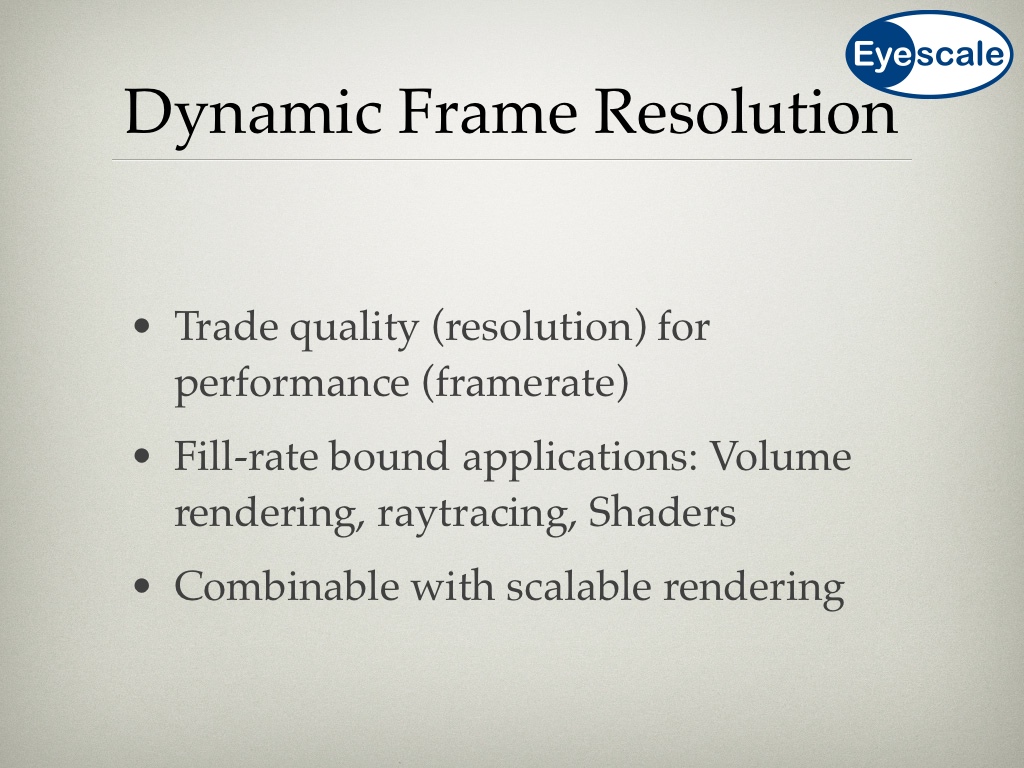 Eyescale
Dynamic Frame Resolution
• Trade quality (resolution) for
performance (framerate)
• Fill-rate bound applications: Volume
rendering, raytracing, Shaders
• Combinable with scalable rendering